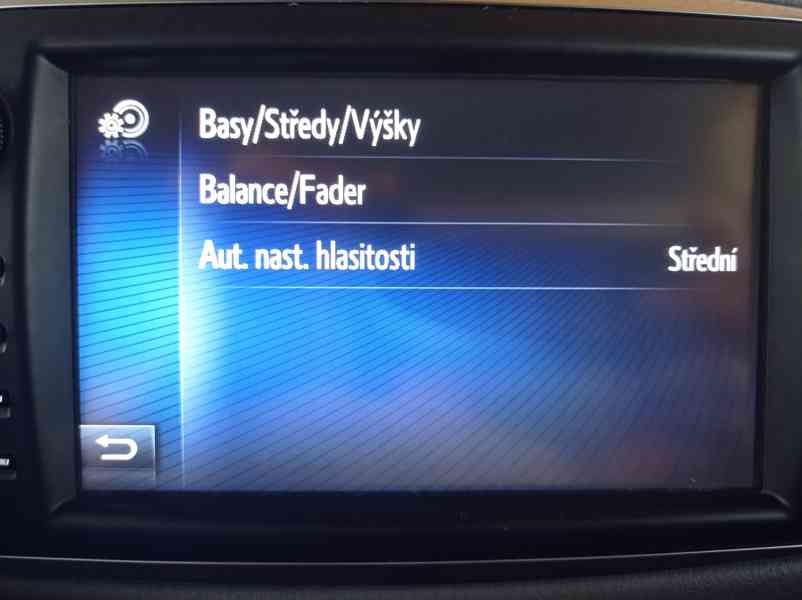 Basy/Středy/Výšky
Balance/Fader
Aut. nast. hlasitosti Střední